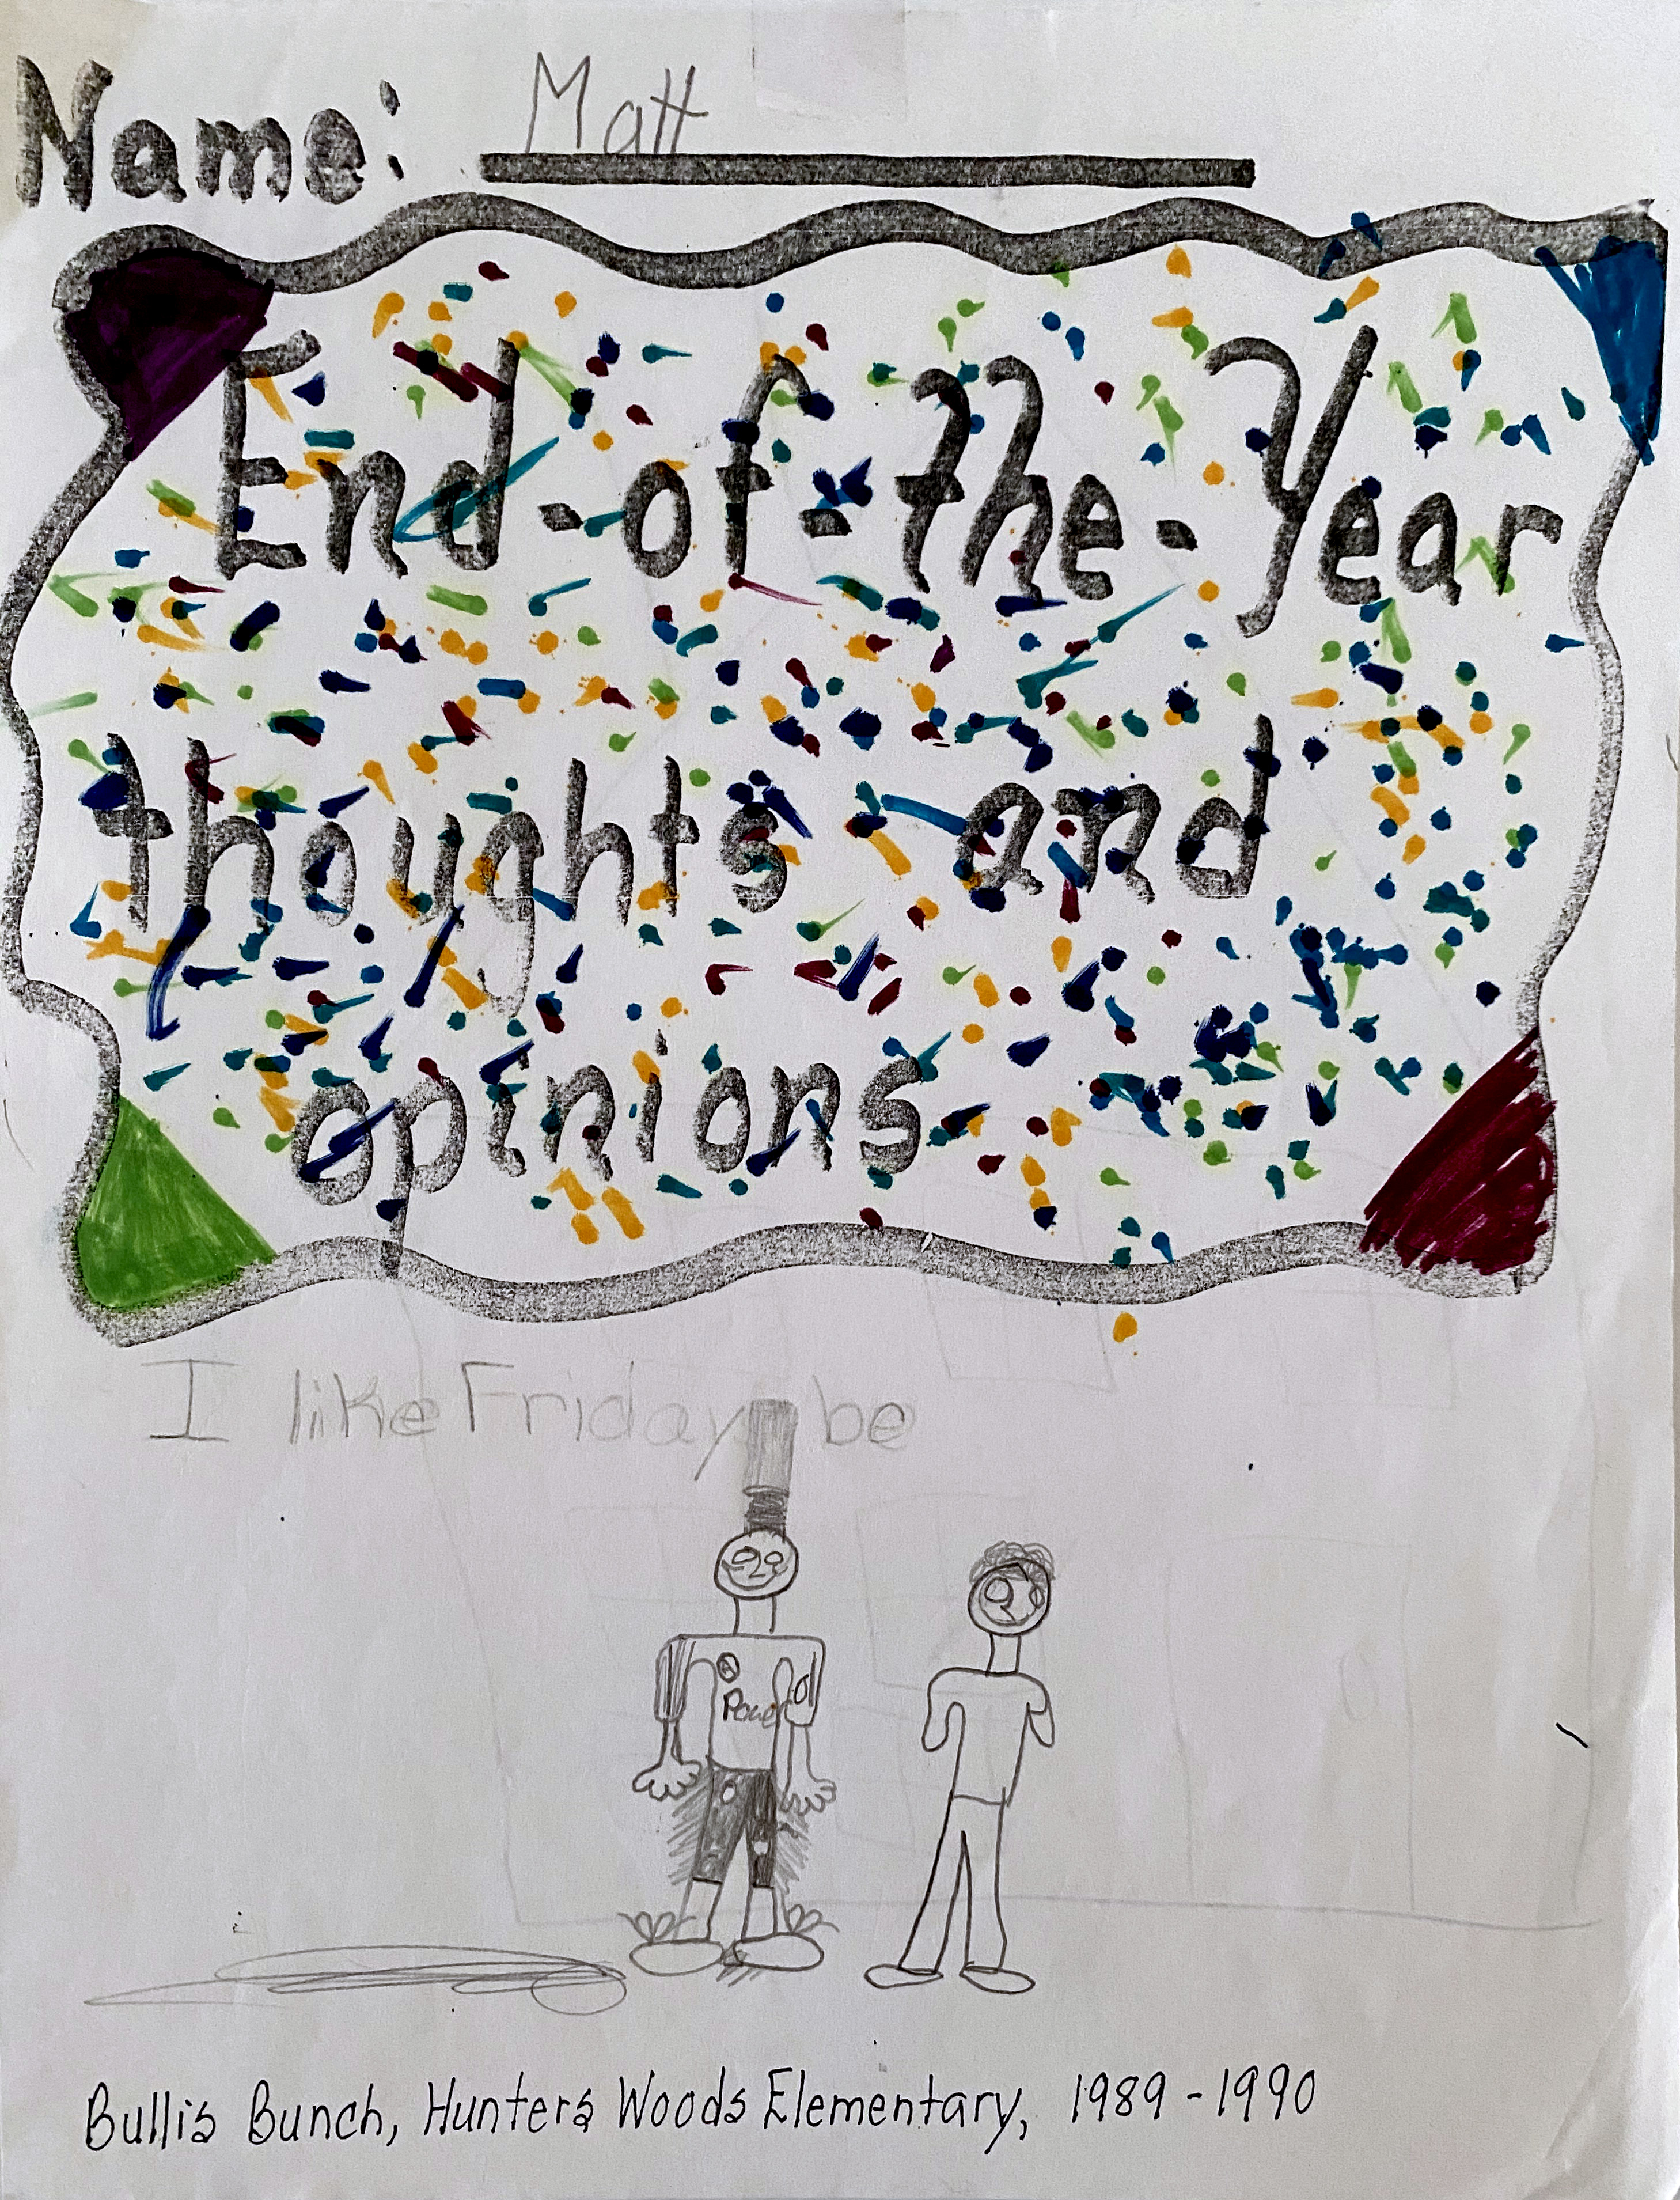 Name: Matt
End-of-the-Year
thoughts and
opinions
I like Friday be
Bullis Bunch, Hunters Woods Elementary, 1989-1990